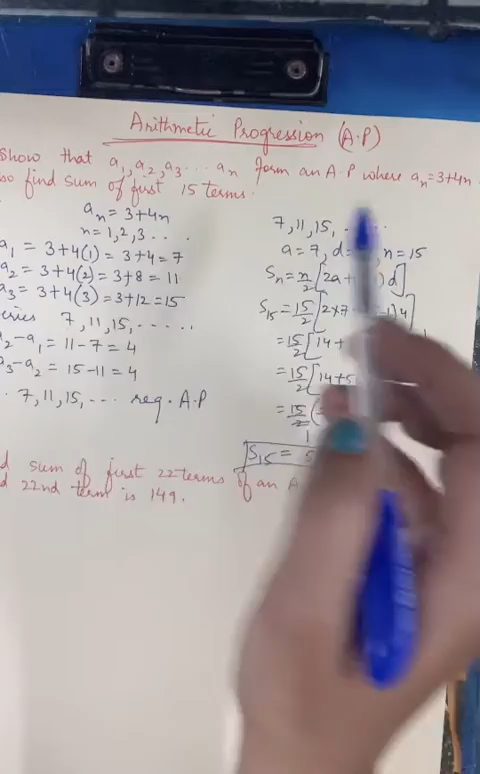 Arithmetic Progression (A.P)
Show that a₁, a₂, a₃ ... aₙ form an A.P where aₙ = 3+4n.
so find sum of first 15 terms.
aₙ = 3+4n
n = 1, 2, 3 ...
a₁ = 3+4(1) = 3+4 = 7
a₂ = 3+4(2) = 3+8 = 11
a₃ = 3+4(3) = 3+12 = 15
eries 7, 11, 15, .....
a₂-a₁ = 11-7 = 4
a₃-a₂ = 15-11 = 4
. 7, 11, 15, ... req. A.P
7, 11, 15, 
a = 7, d = n = 15
Sₙ = n/2 [2a+ )d]
S₁₅ = 15/2 [2×7 -1)4]
= 15/2 [14+
= 15/2 [14+5
= 15/2 (
S₁₅ =
d sum of first 22 terms of an A
d 22nd term is 149.